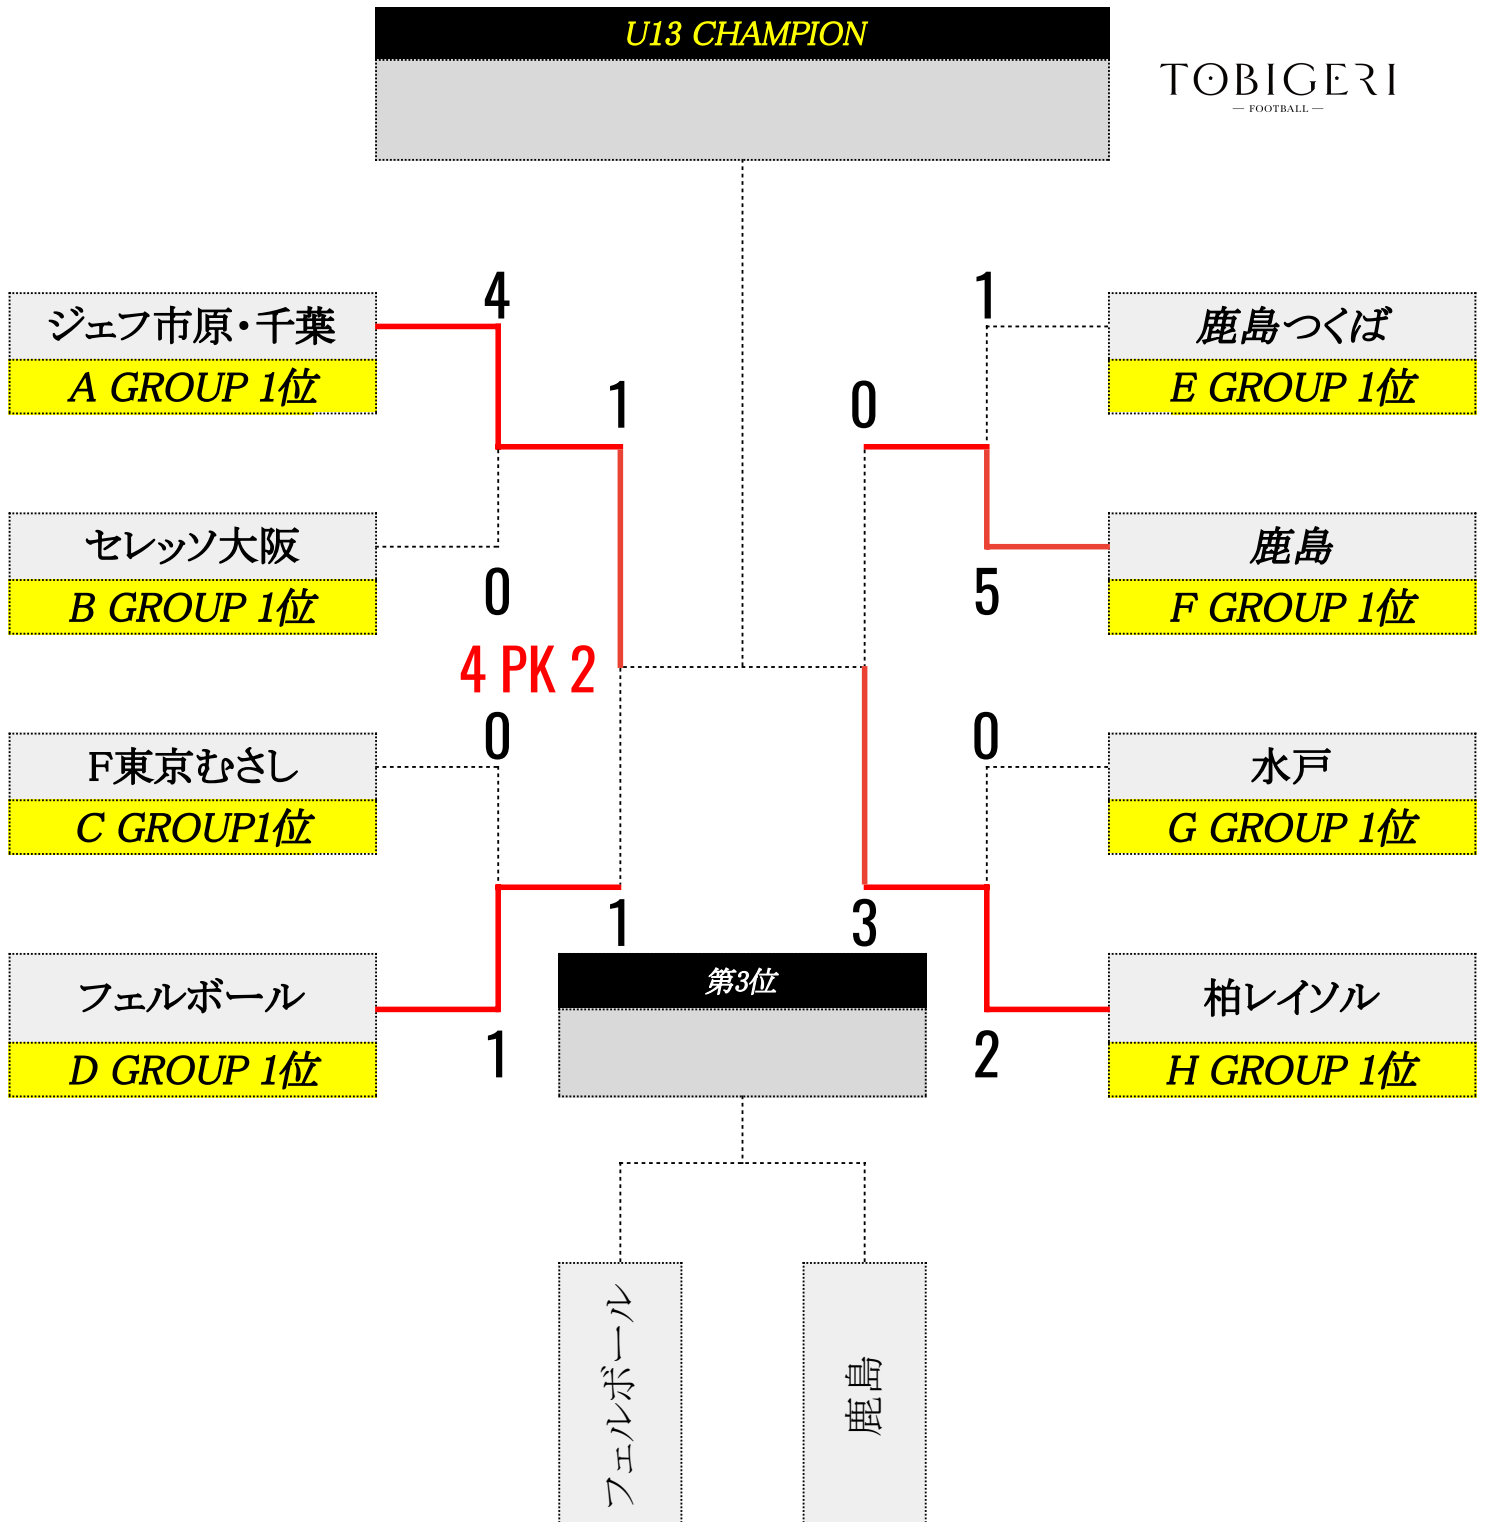 U13 CHAMPION
TOBIGERI
— FOOTBALL —
4
1
ジェフ市原・千葉
A GROUP 1位
鹿島つくば
E GROUP 1位
1
0
セレッソ大阪
B GROUP 1位
鹿島
F GROUP 1位
0
5
4 PK 2
0
0
F東京むさし
C GROUP1位
水戸
G GROUP 1位
1
3
フェルボール
D GROUP 1位
第3位
柏レイソル
H GROUP 1位
1
2
フェルボール
鹿島